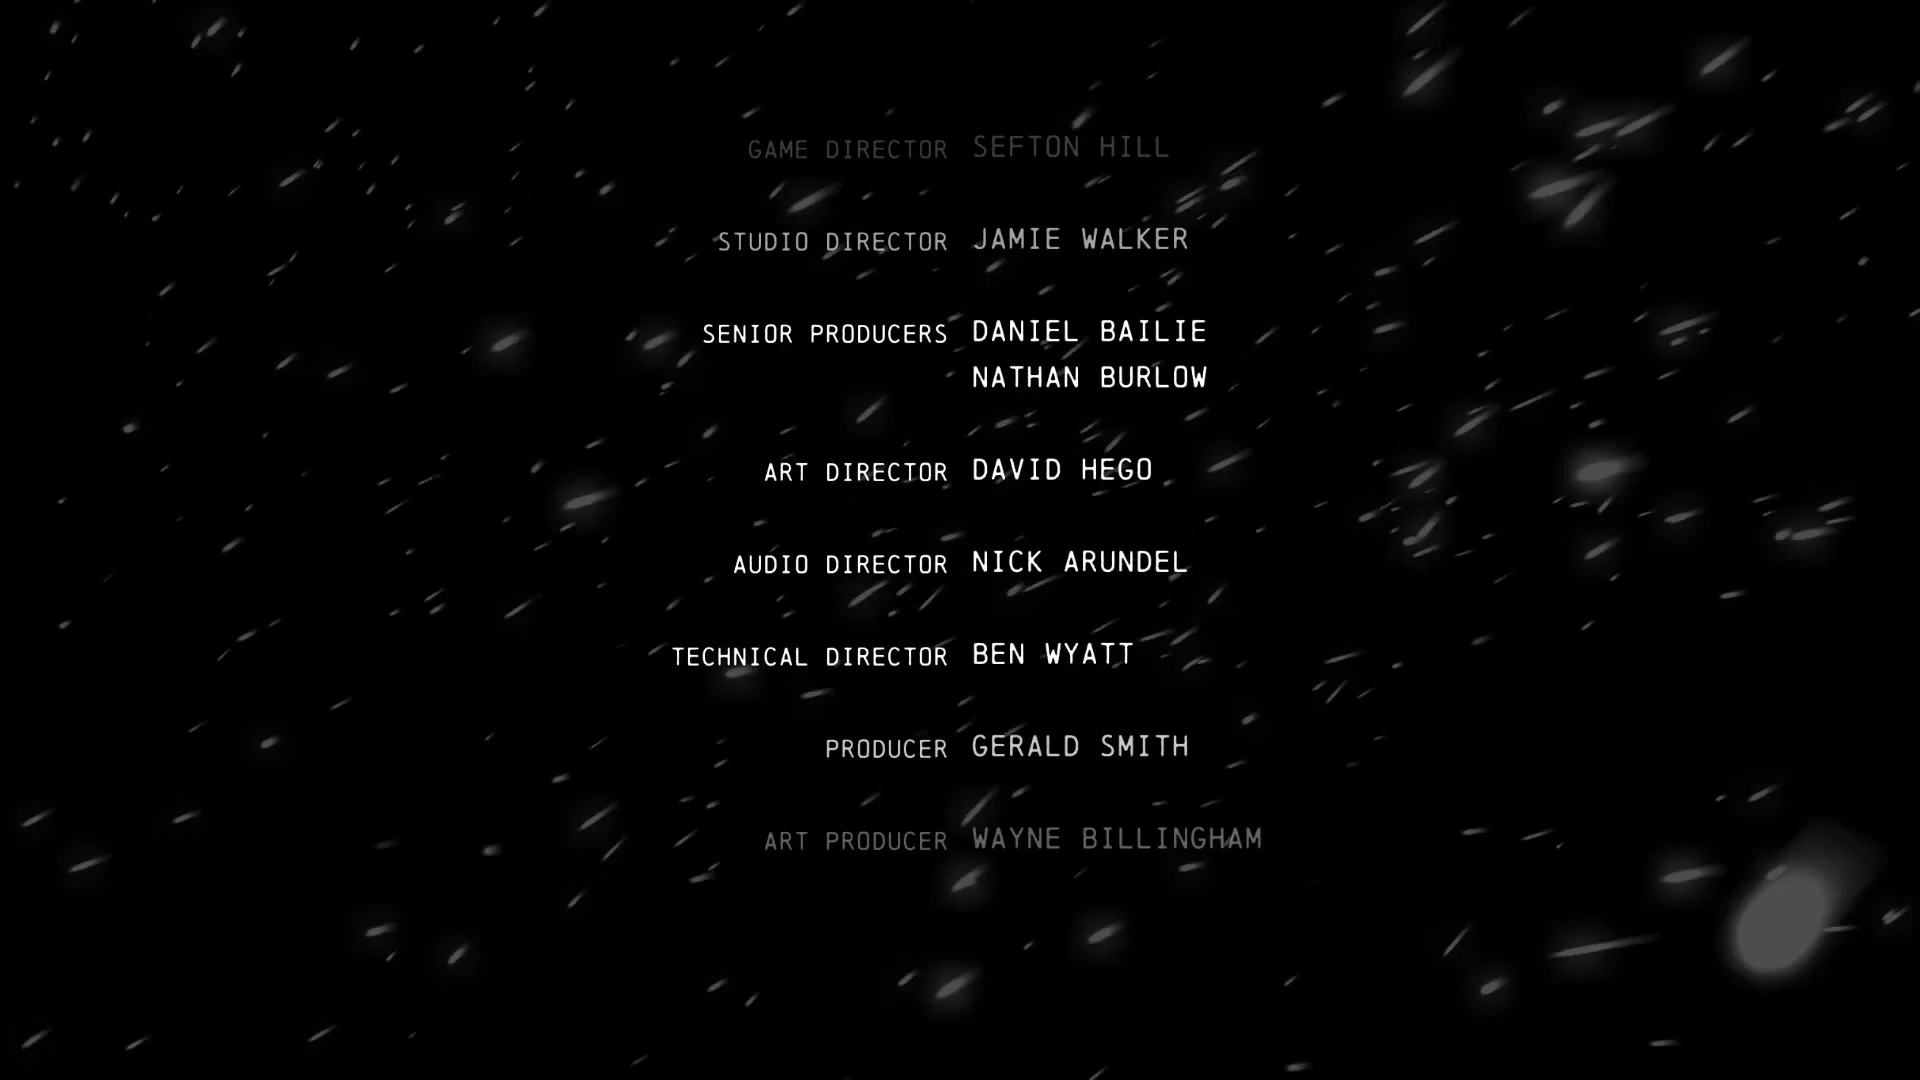 GAME DIRECTOR SEFTON HILL
STUDIO DIRECTOR JAMIE WALKER
SENIOR PRODUCERS DANIEL BAILIE
NATHAN BURLOW
ART DIRECTOR DAVID HEGO
AUDIO DIRECTOR NICK ARUNDEL
TECHNICAL DIRECTOR BEN WYATT
PRODUCER GERALD SMITH
ART PRODUCER WAYNE BILLINGHAM